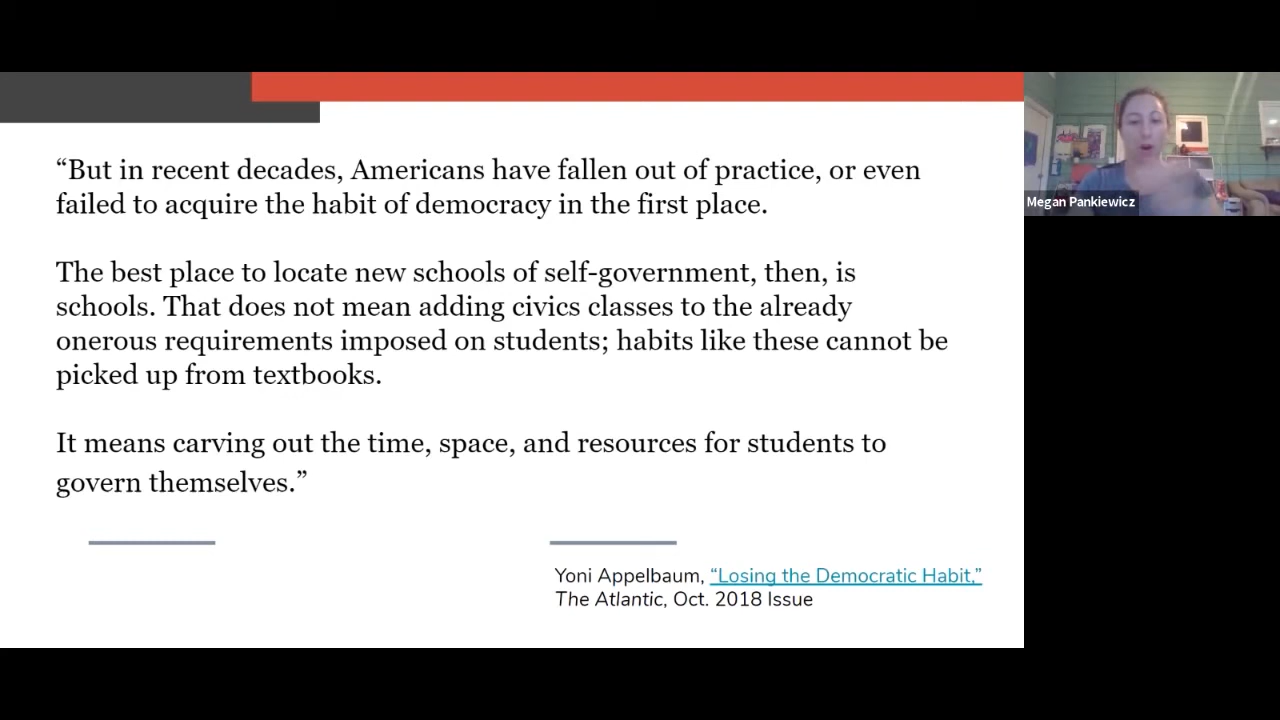 “But in recent decades, Americans have fallen out of practice, or even
failed to acquire the habit of democracy in the first place.
The best place to locate new schools of self-government, then, is
schools. That does not mean adding civics classes to the already
onerous requirements imposed on students; habits like these cannot be
picked up from textbooks.
It means carving out the time, space, and resources for students to
govern themselves.”
Yoni Appelbaum, “Losing the Democratic Habit,”
The Atlantic, Oct. 2018 Issue
Megan Pankiewicz